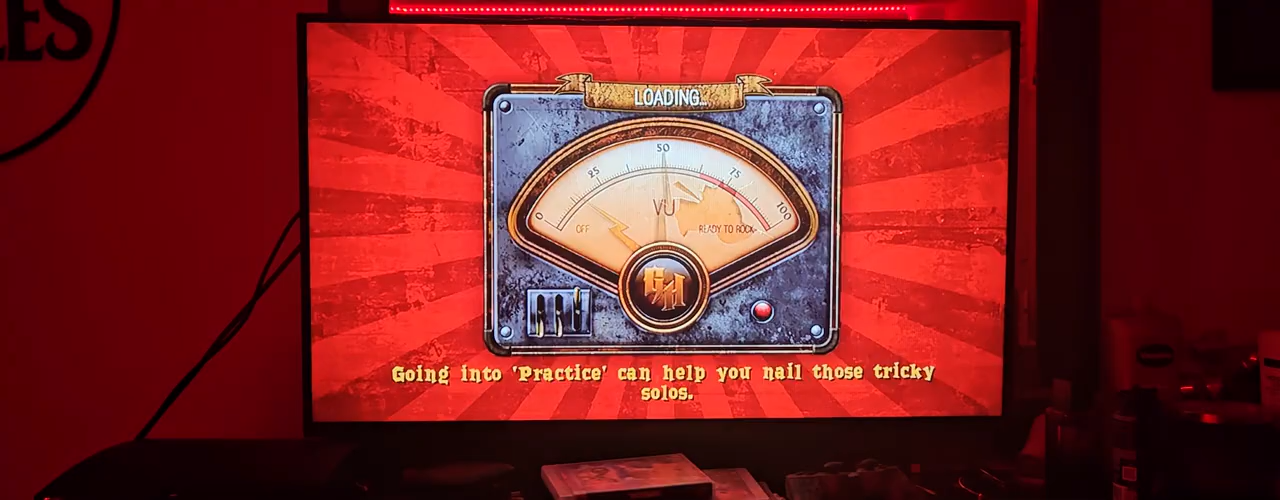 LES
LOADING...
0
25
50
75
100
VU
OFF
READY TO ROCK
GH
Going into 'Practice' can help you nail those tricky
solos.